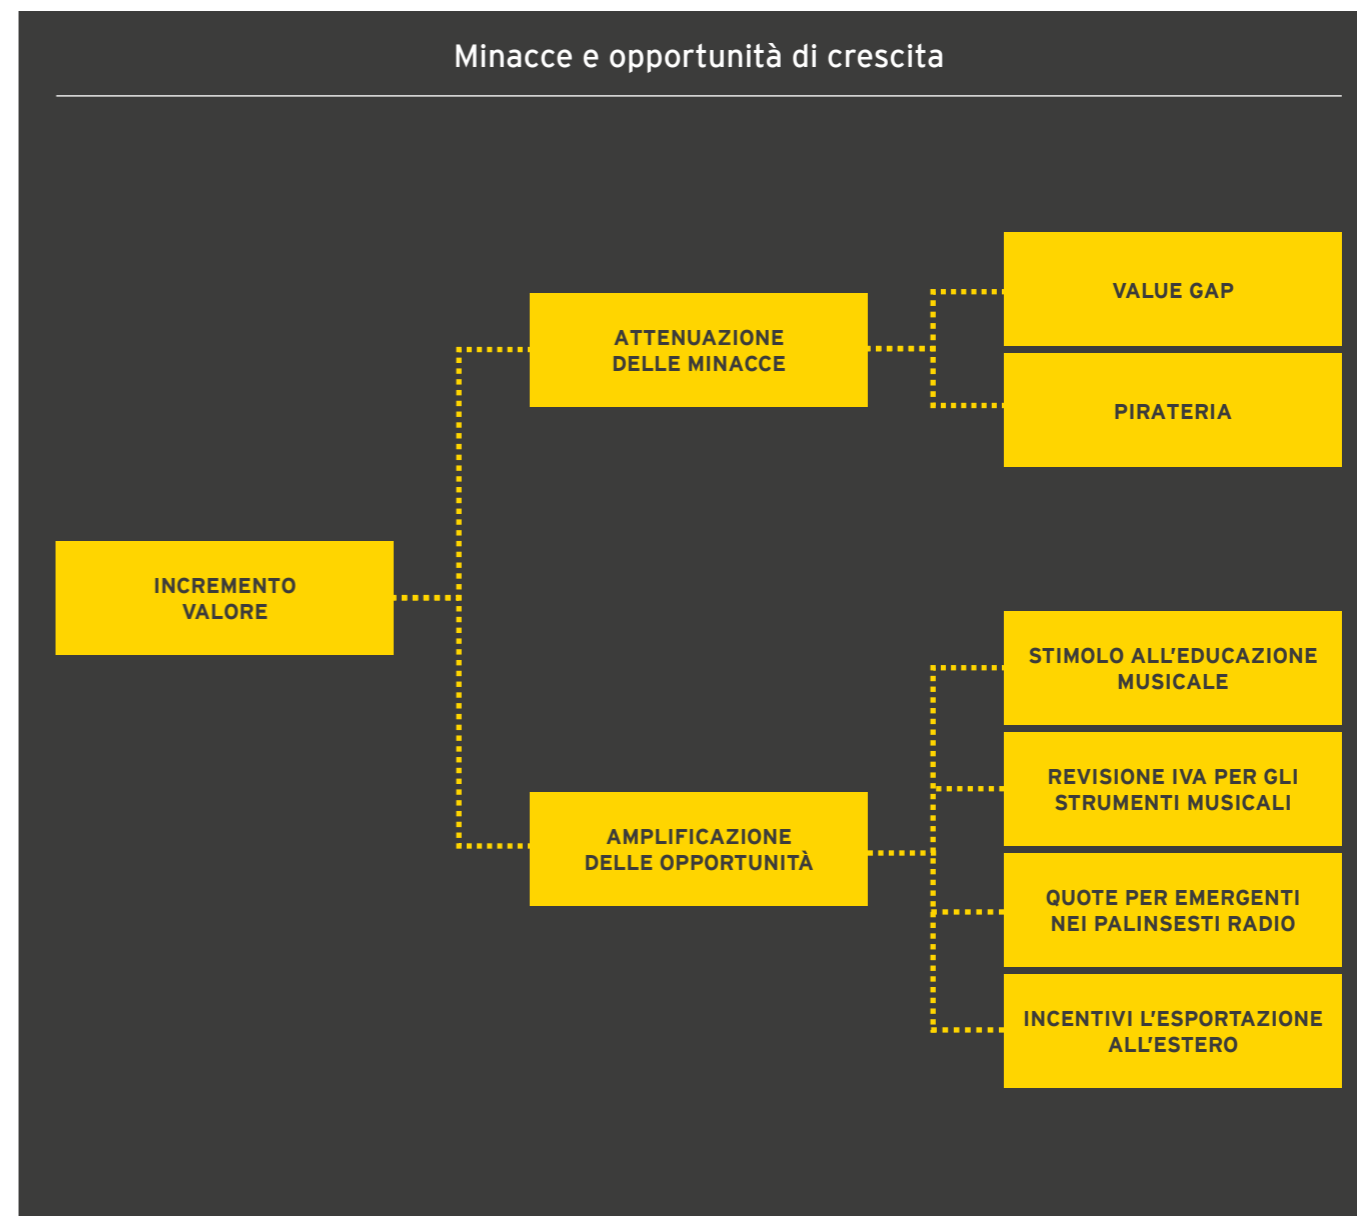 Minacce e opportunità di crescita
VALUE GAP
ATTENUAZIONE
DELLE MINACCE
PIRATERIA
INCREMENTO
VALORE
STIMOLO ALL'EDUCAZIONE
MUSICALE
REVISIONE IVA PER GLI
STRUMENTI MUSICALI
AMPLIFICAZIONE
DELLE OPPORTUNITÀ
QUOTE PER EMERGENTI
NEI PALINSESTI RADIO
INCENTIVI L'ESPORTAZIONE
ALL'ESTERO